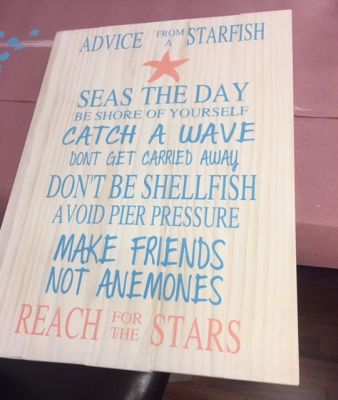 ADVICE FROM A STARFISH
SEAS THE DAY
BE SHORE OF YOURSELF
CATCH A WAVE
DONT GET CARRIED AWAY
DON'T BE SHELLFISH
AVOID PIER PRESSURE
MAKE FRIENDS
NOT ANEMONES
REACH FOR THE STARS